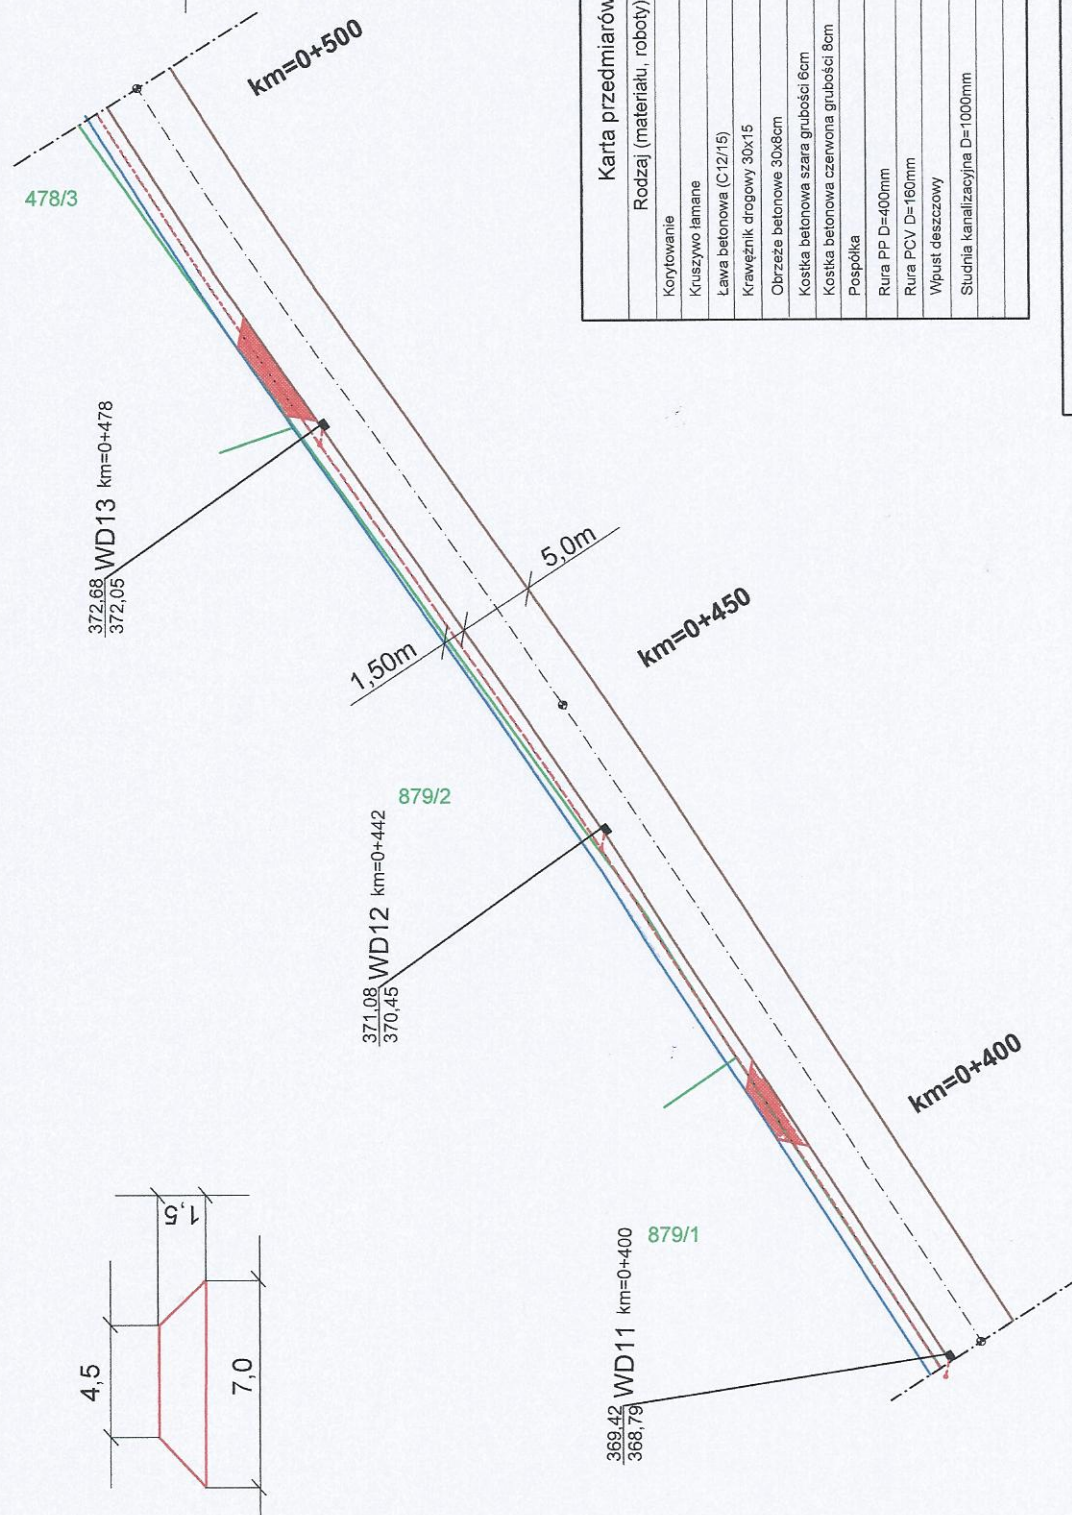 km=0+500
478/3
WD13 km=0+478
372,68
372,05
1,50m
5,0m
km=0+450
879/2
WD12 km=0+442
371,08
370,45
km=0+400
4,5
1,5
7,0
879/1
WD11 km=0+400
369,42
368,79
Karta przedmiarów
Rodzaj (materiału, roboty)
Korytowanie
Kruszywo łamane
Ława betonowa (C12/15)
Krawężnik drogowy 30x15
Obrzeże betonowe 30x8cm
Kostka betonowa szara grubości 6cm
Kostka betonowa czerwona grubości 8cm
Pospółka
Rura PP D=400mm
Rura PCV D=160mm
Wpust deszczowy
Studnia kanalizacyjna D=1000mm